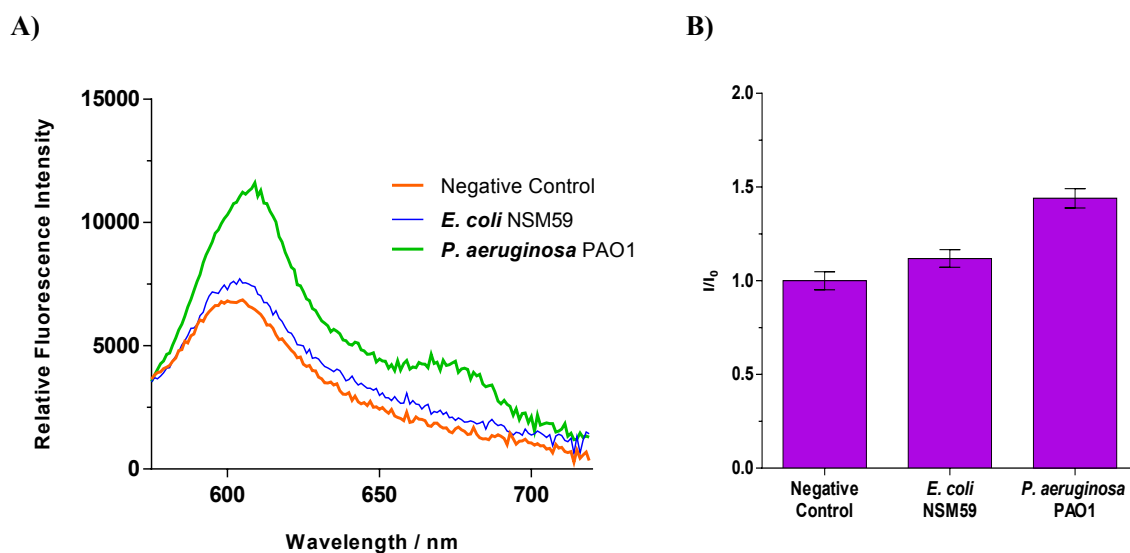 A)
Relative Fluorescence Intensity
15000
10000
5000
0
600
650
700
Wavelength / nm
Negative Control
E. coli NSM59
P. aeruginosa PAO1
B)
I/I₀
2.0
1.5
1.0
0.5
0.0
Negative
Control
E. coli
NSM59
P. aeruginosa
PAO1